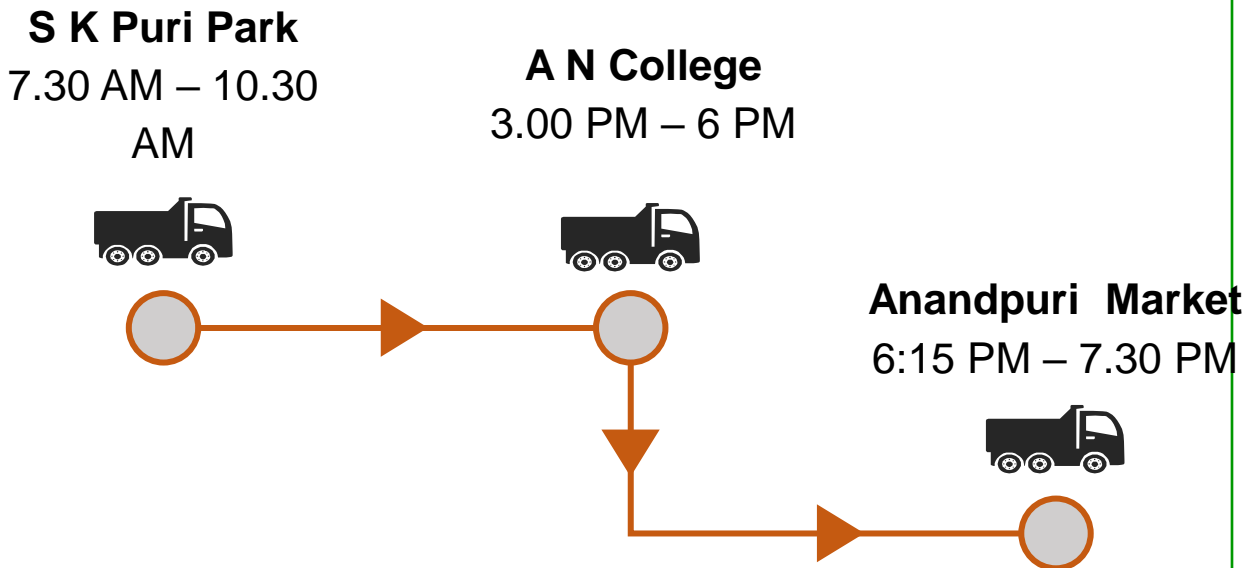 S K Puri Park
7.30 AM – 10.30
AM
A N College
3.00 PM – 6 PM
Anandpuri  Market
6:15 PM – 7.30 PM